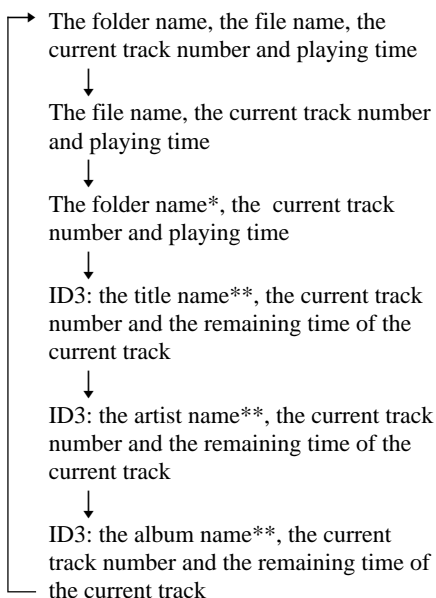 The folder name, the file name, the
current track number and playing time
The file name, the current track number
and playing time
The folder name*, the current track
number and playing time
ID3: the title name**, the current track
number and the remaining time of the
current track
ID3: the artist name**, the current track
number and the remaining time of the
current track
ID3: the album name**, the current
track number and the remaining time of
the current track